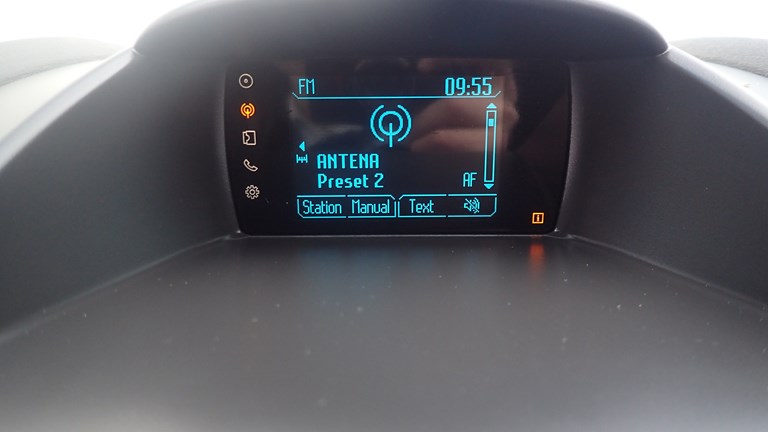 FM 09:55
ANTENA
Preset 2 AF
Station Manual Text